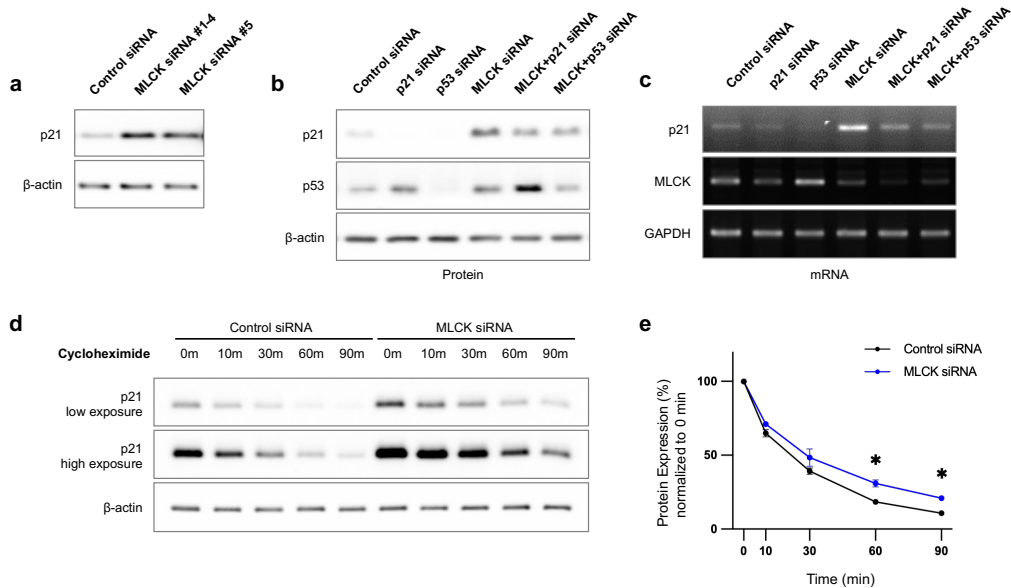 a
Control siRNA
MLCK siRNA #1-4
MLCK siRNA #5
p21
β-actin
b
Control siRNA
p21 siRNA
p53 siRNA
MLCK siRNA
MLCK+p21 siRNA
MLCK+p53 siRNA
p21
p53
β-actin
Protein
c
Control siRNA
p21 siRNA
p53 siRNA
MLCK siRNA
MLCK+p21 siRNA
MLCK+p53 siRNA
p21
MLCK
GAPDH
mRNA
d
Control siRNA MLCK siRNA
Cycloheximide 0m 10m 30m 60m 90m 0m 10m 30m 60m 90m
p21
low exposure
p21
high exposure
β-actin
e
Control siRNA
MLCK siRNA
Protein Expression (%)
normalized to 0 min
100
50
0
* *
0 10 30 60 90
Time (min)